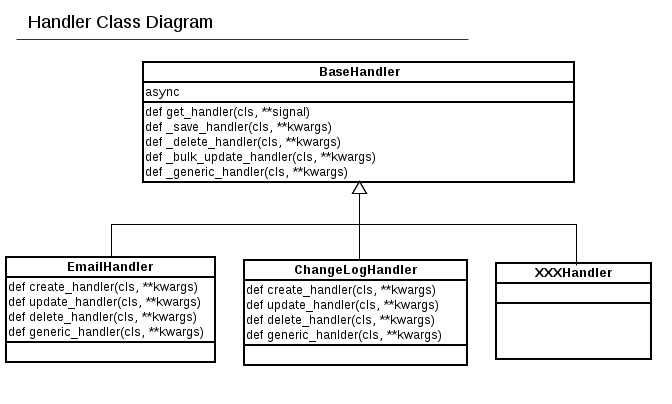 Handler Class Diagram
BaseHandler
async
def get_handler(cls, **signal)
def _save_handler(cls, **kwargs)
def _delete_handler(cls, **kwargs)
def _bulk_update_handler(cls, **kwargs)
def _generic_handler(cls, **kwargs)
EmailHandler
def create_handler(cls, **kwargs)
def update_handler(cls, **kwargs)
def delete_handler(cls, **kwargs)
def generic_handler(cls, **kwargs)
ChangeLogHandler
def create_handler(cls, **kwargs)
def update_handler(cls, **kwargs)
def delete_handler(cls, **kwargs)
def generic_hanlder(cls, **kwargs)
XXXHandler